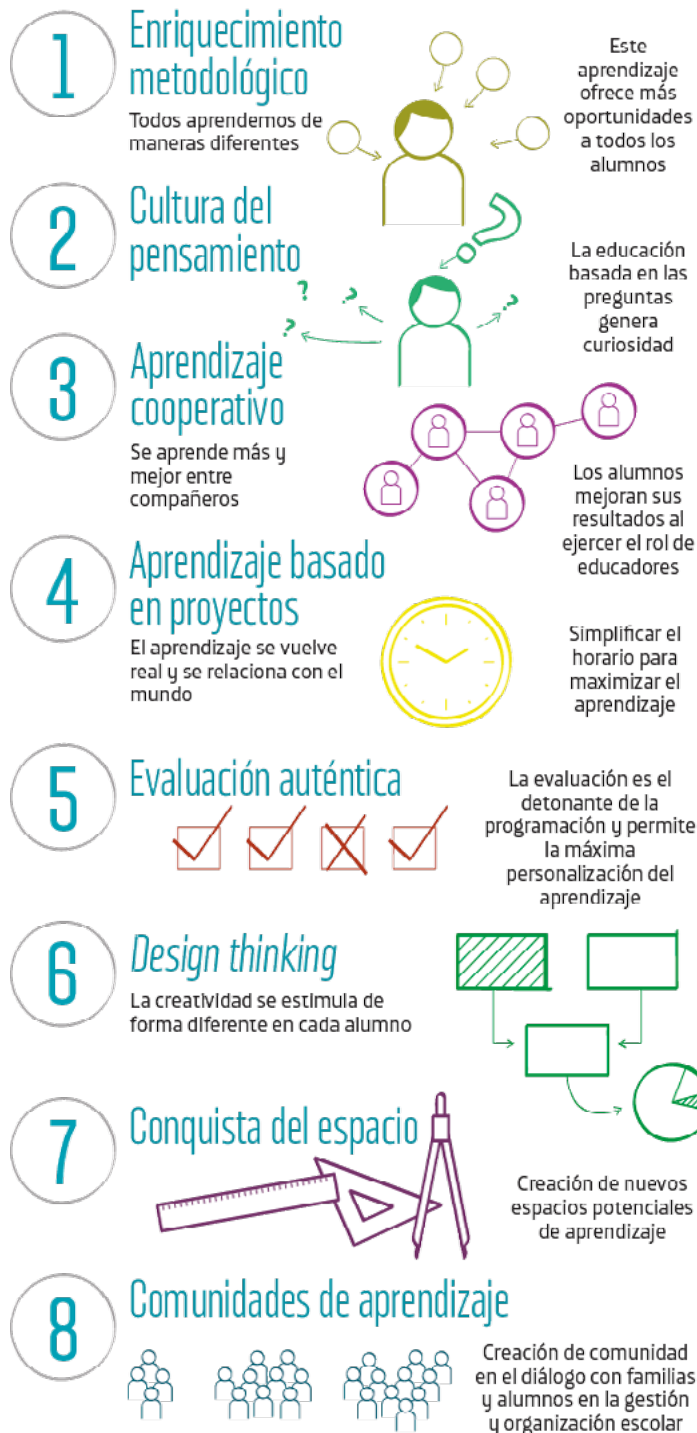 1
Enriquecimiento
metodológico
Todos aprendemos de
maneras diferentes
Este
aprendizaje
ofrece más
oportunidades
a todos los
alumnos
2
Cultura del
pensamiento
?
?
?
?
?
La educación
basada en las
preguntas
genera
curiosidad
3
Aprendizaje
cooperativo
Se aprende más y
mejor entre
compañeros
Los alumnos
mejoran sus
resultados al
ejercer el rol de
educadores
4
Aprendizaje basado
en proyectos
El aprendizaje se vuelve
real y se relaciona con el
mundo
Simplificar el
horario para
maximizar el
aprendizaje
5
Evaluación auténtica
La evaluación es el
detonante de la
programación y permite
la máxima
personalización del
aprendizaje
6
Design thinking
La creatividad se estimula de
forma diferente en cada alumno
7
Conquista del espacio
Creación de nuevos
espacios potenciales
de aprendizaje
8
Comunidades de aprendizaje
Creación de comunidad
en el diálogo con familias
y alumnos en la gestión
y organización escolar